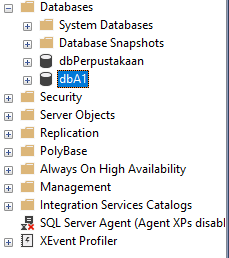 Databases
System Databases
Database Snapshots
dbPerpustakaan
dbA1
Security
Server Objects
Replication
PolyBase
Always On High Availability
Management
Integration Services Catalogs
SQL Server Agent (Agent XPs disabl
XEvent Profiler